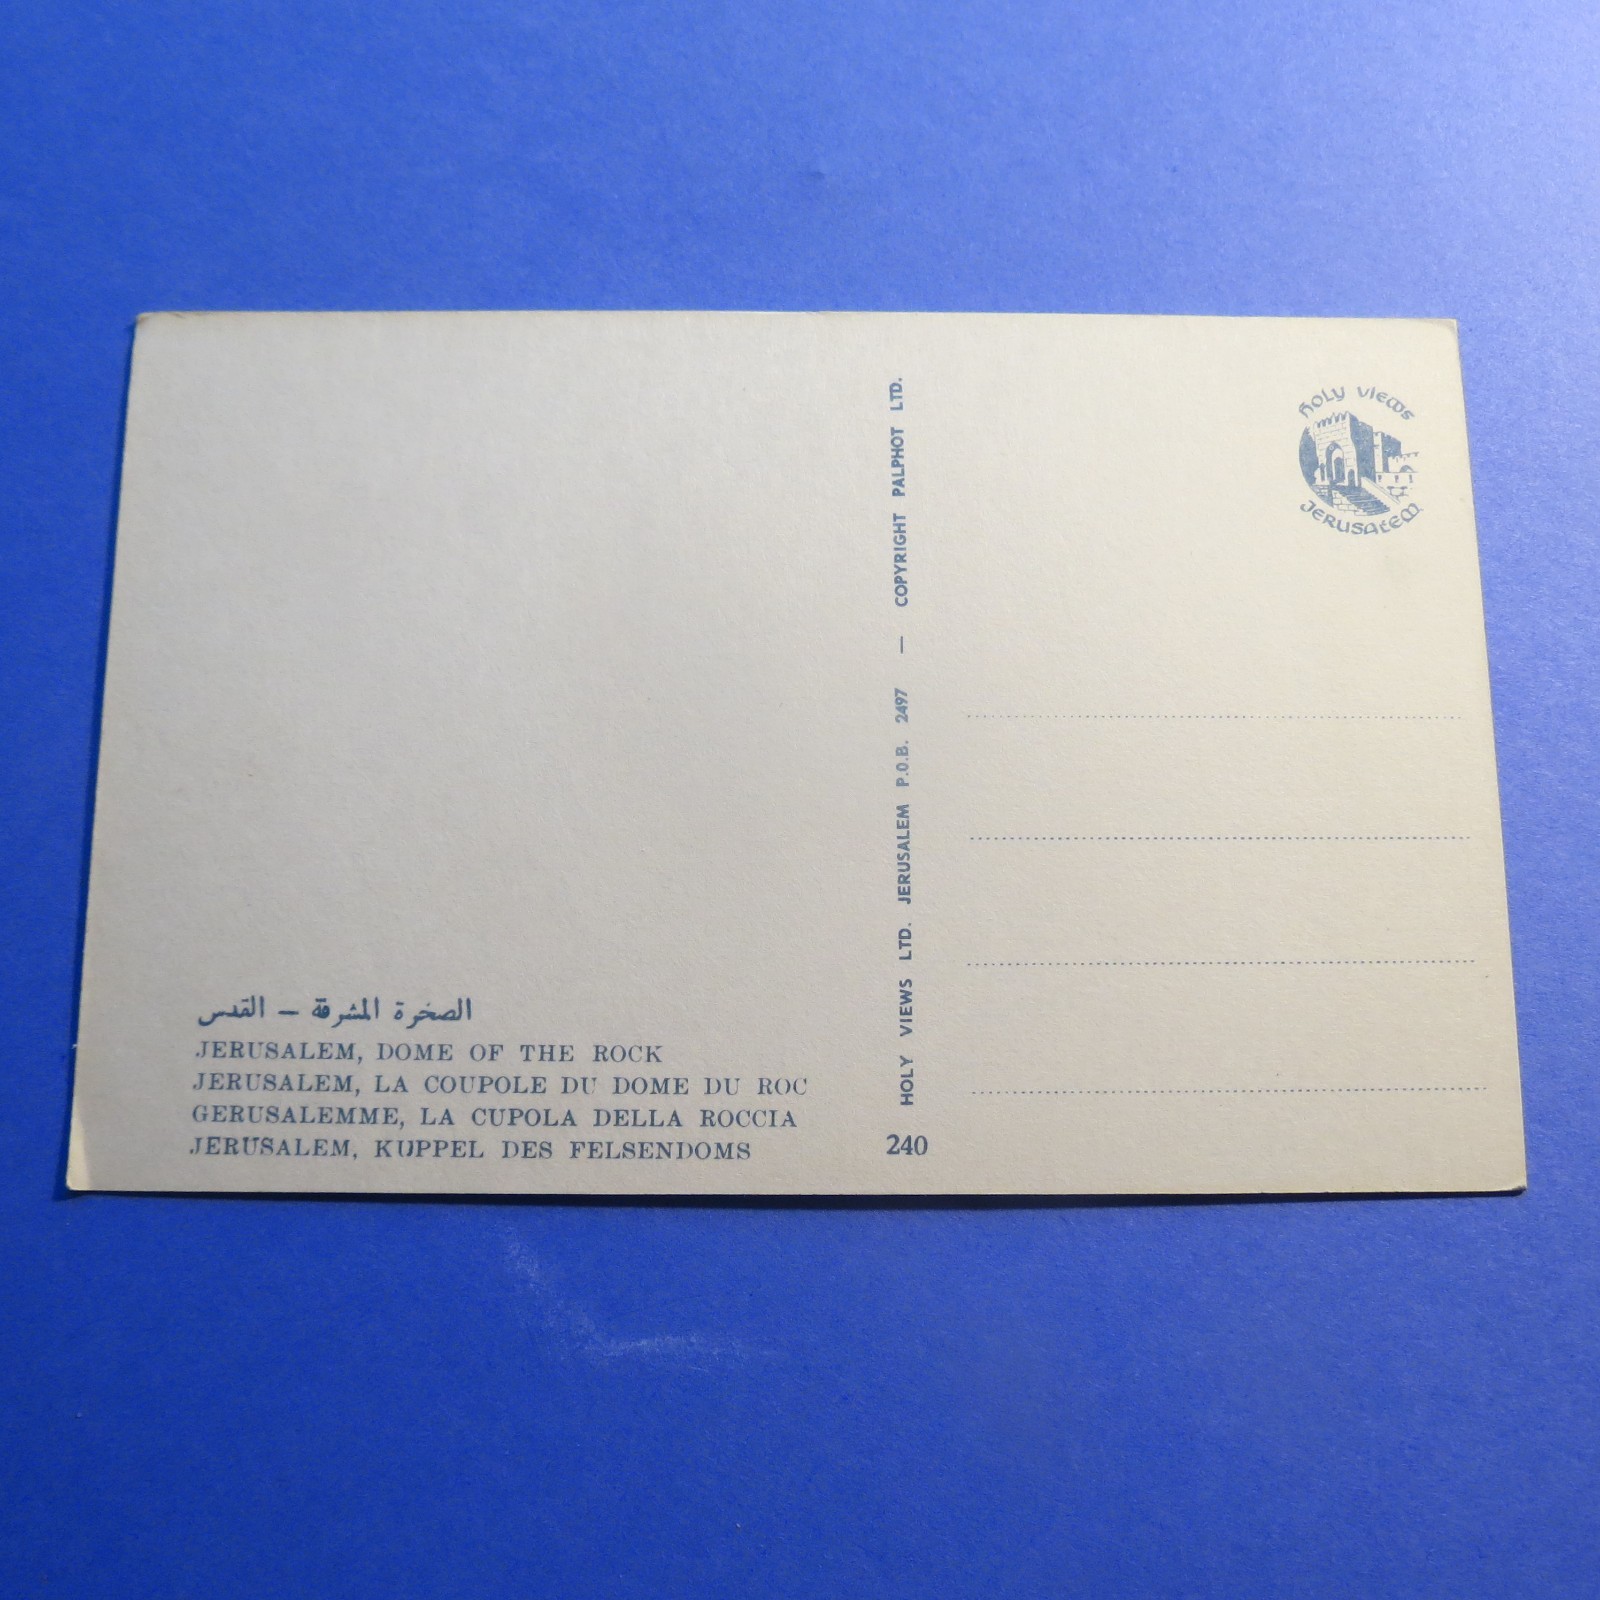 الصخرة المشرفة – القدس
JERUSALEM, DOME OF THE ROCK
JERUSALEM, LA COUPOLE DU DOME DU ROC
GERUSALEMME, LA CUPOLA DELLA ROCCIA
JERUSALEM, KUPPEL DES FELSENDOMS
HOLY VIEWS LTD. JERUSALEM P.O.B. 2497 — COPYRIGHT PALPHOT LTD.
240
HOLY VIEWS
JERUSALEM